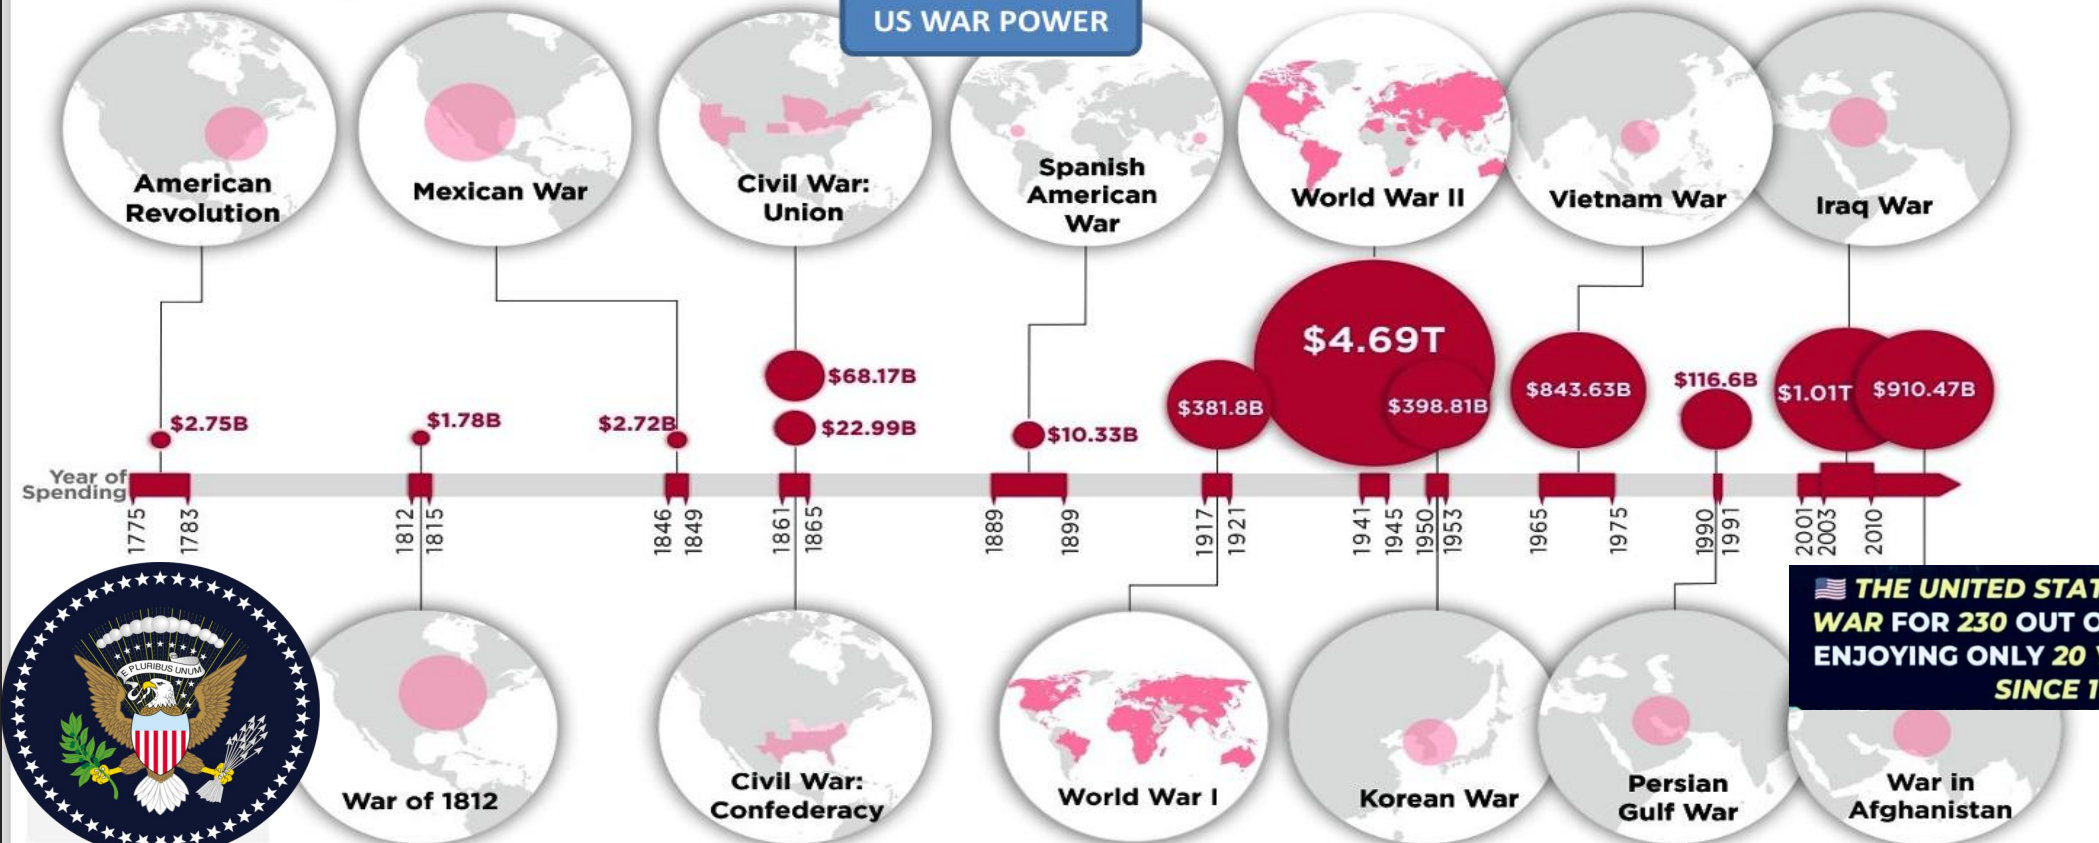 US WAR POWER
American
Revolution
Mexican War
Civil War:
Union
Spanish
American
War
World War II
Vietnam War
Iraq War
$2.75B
$1.78B
$2.72B
$68.17B
$22.99B
$10.33B
$381.8B
$4.69T
$398.81B
$843.63B
$116.6B
$1.01T
$910.47B
Year of
Spending
1775
1783
1812
1815
1846
1849
1861
1865
1889
1899
1917
1921
1941
1945
1950
1953
1965
1975
1990
1991
2001
2003
2010
E PLURIBUS UNUM
War of 1812
Civil War:
Confederacy
World War I
Korean War
Persian
Gulf War
War in
Afghanistan
THE UNITED STAT
WAR FOR 230 OUT O
ENJOYING ONLY 20
SINCE 1